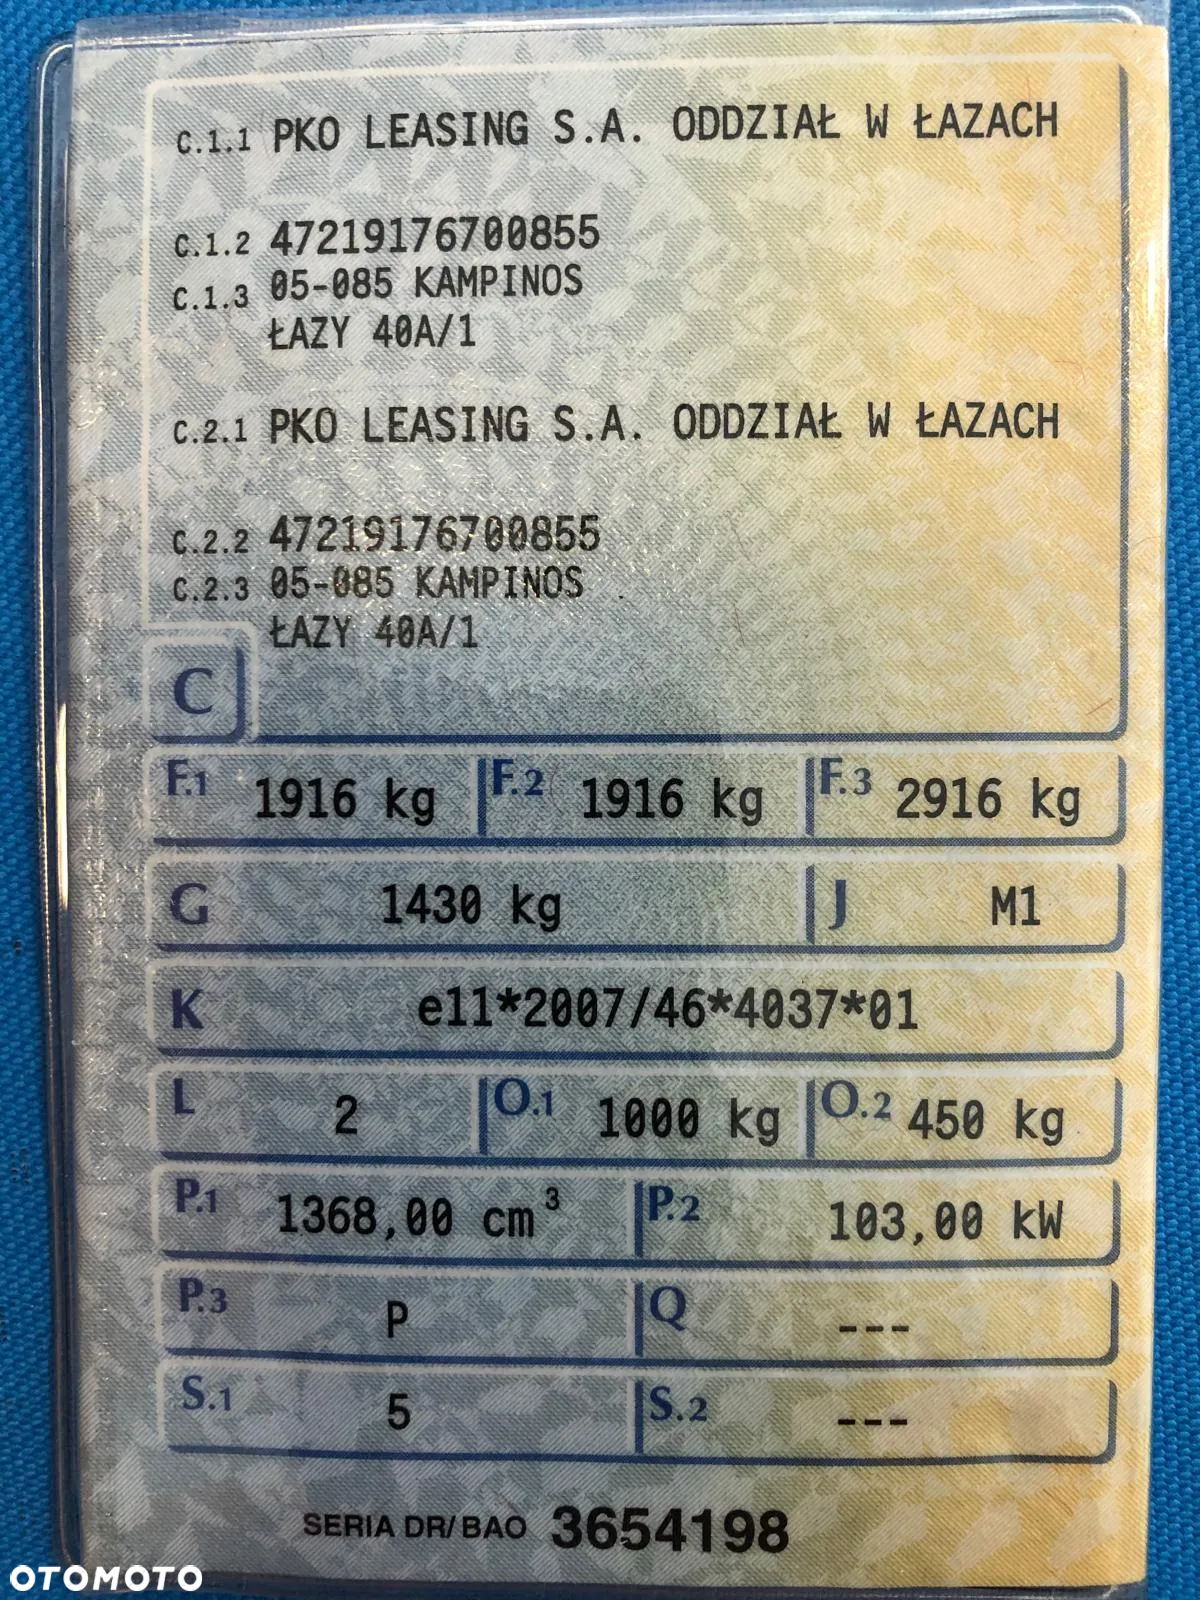 C.1.1 PKO LEASING S.A. ODDZIAŁ W ŁAZACH
C.1.2 47219176700855
C.1.3 05-085 KAMPINOS
ŁAZY 40A/1
C.2.1 PKO LEASING S.A. ODDZIAŁ W ŁAZACH
C.2.2 47219176700855
C.2.3 05-085 KAMPINOS
ŁAZY 40A/1
C
F.1 1916 kg F.2 1916 kg F.3 2916 kg
G 1430 kg J M1
K e11*2007/46*4037*01
L 2 O.1 1000 kg O.2 450 kg
P.1 1368,00 cm³ P.2 103,00 kW
P.3 P Q ---
S.1 5 S.2 ---
SERIA DR/BAO 3654198
OTOMOTO